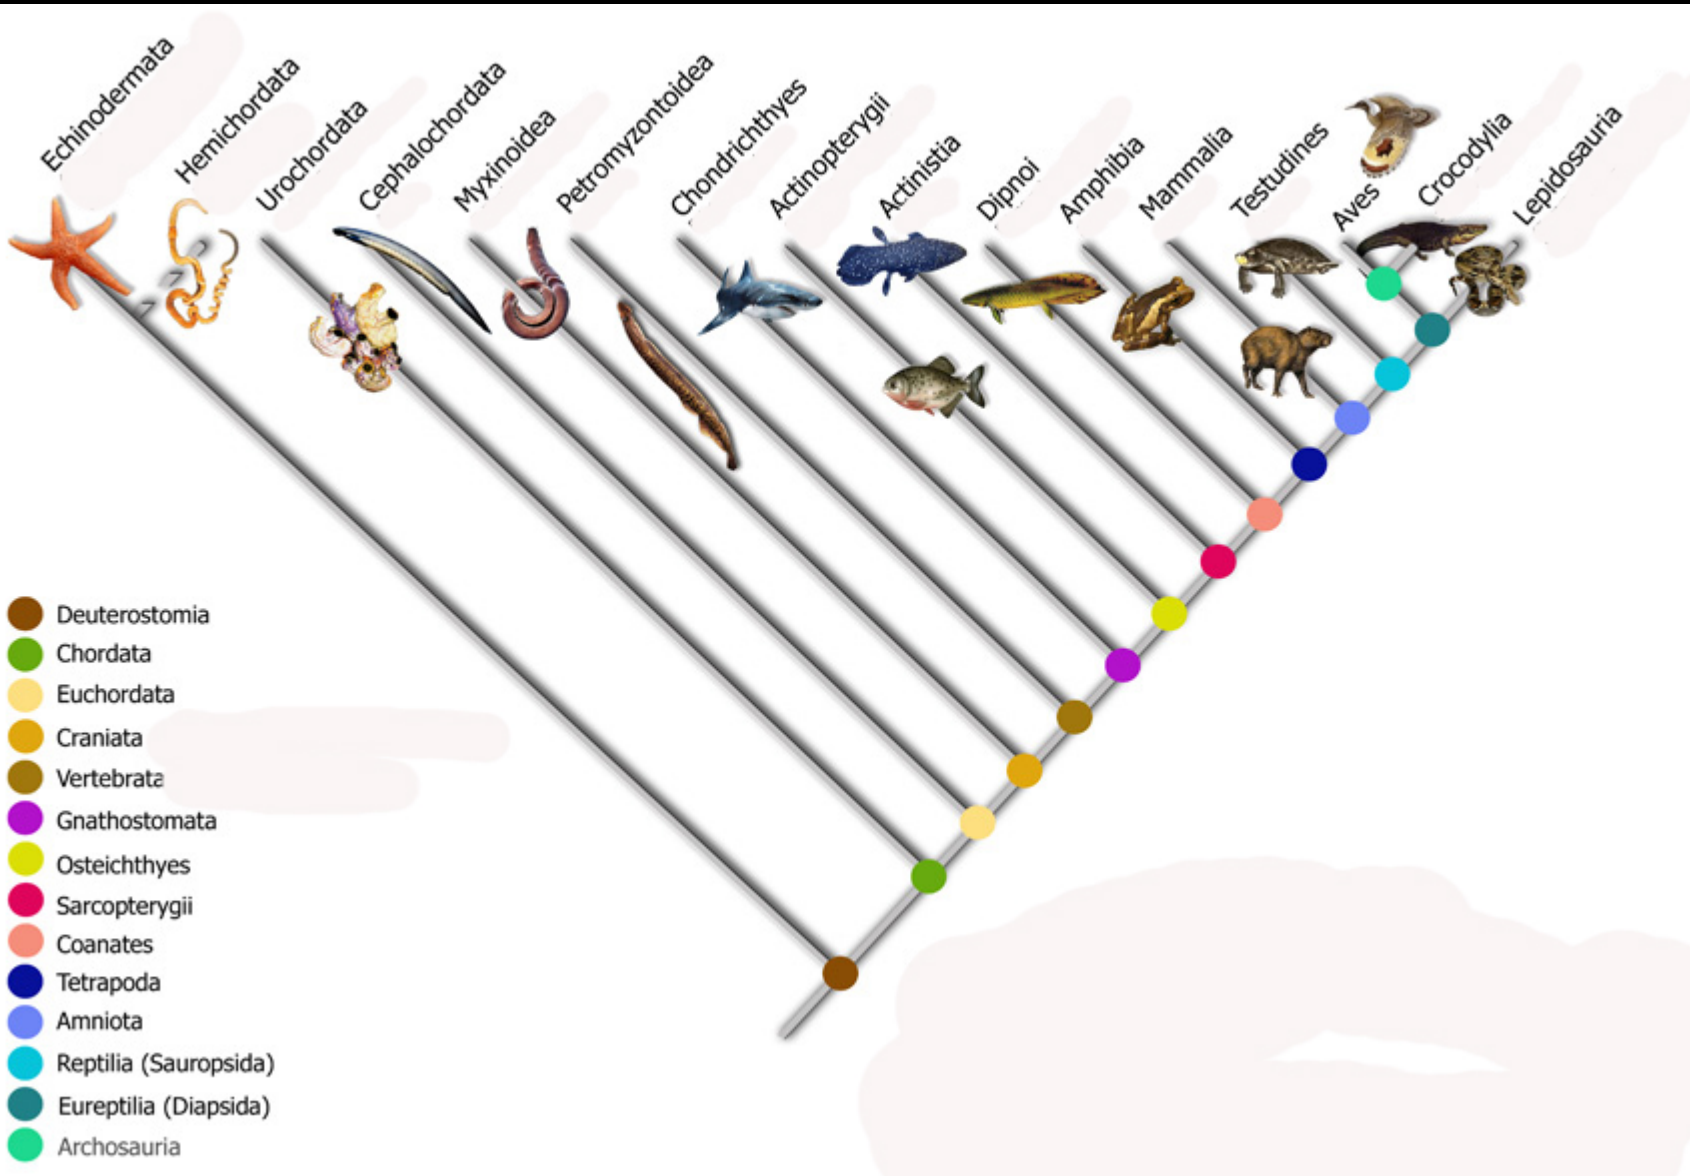 Echinodermata
Hemichordata
Urochordata
Cephalochordata
Myxinoidea
Petromyzontoidea
Chondrichthyes
Actinopterygii
Actinistia
Dipnoi
Amphibia
Mammalia
Testudines
Aves
Crocodylia
Lepidosauria
Deuterostomia
Chordata
Euchordata
Craniata
Vertebrata
Gnathostomata
Osteichthyes
Sarcopterygii
Coanates
Tetrapoda
Amniota
Reptilia (Sauropsida)
Eureptilia (Diapsida)
Archosauria